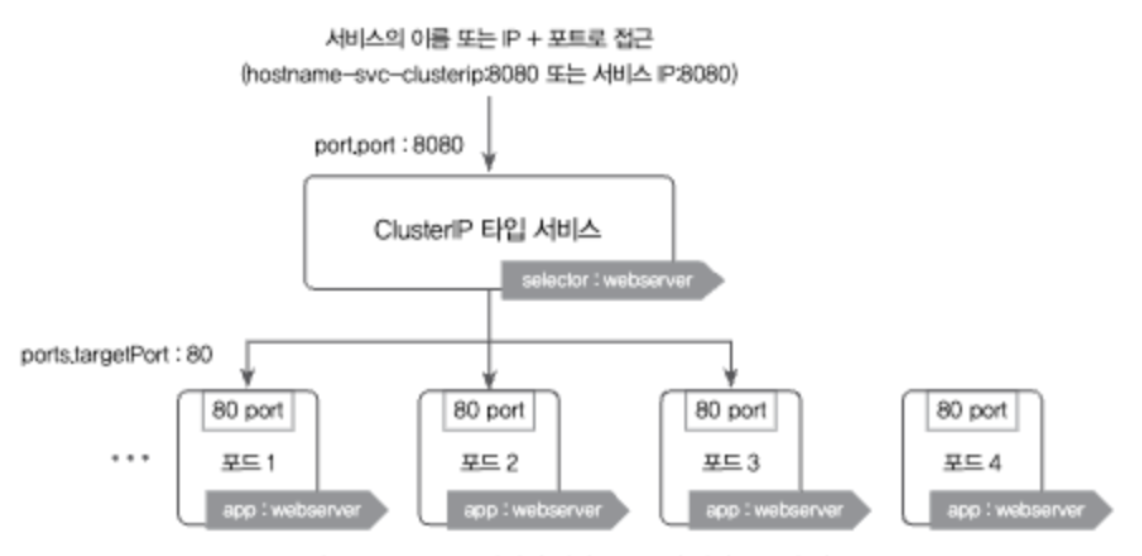 서비스의 이름 또는 IP + 포트로 접근
(hostname-svc-clusterip:8080 또는 서비스 IP:8080)
port.port : 8080
ClusterIP 타입 서비스
selector : webserver
ports.targetPort : 80
80 port
80 port
80 port
80 port
...
포드 1
포드 2
포드 3
포드 4
app : webserver
app : webserver
app : webserver
app : webserver